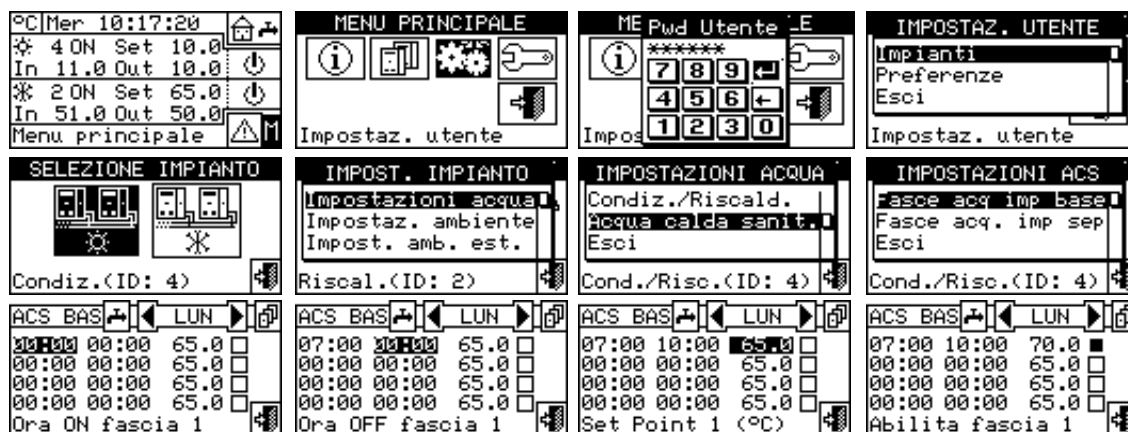 °C Mer 10:17:20
4 ON Set 10.0
In 11.0 Out 10.0
2 ON Set 65.0
In 51.0 Out 50.0
Menu principale M
MENU PRINCIPALE
i
Impostaz. utente
ME LE
Pwd Utente
******
i
7 8 9
4 5 6
1 2 3 0
Impos
IMPOSTAZ. UTENTE
Impianti
Preferenze
Esci
Impostaz. utente
SELEZIONE IMPIANTO
Condiz.(ID: 4)
IMPOST. IMPIANTO
Impostazioni acqua
Impostaz. ambiente
Impost. amb. est.
Riscal.(ID: 2)
IMPOSTAZIONI ACQUA
Condiz./Riscald.
Acqua calda sanit.
Esci
Cond./Risc.(ID: 4)
IMPOSTAZIONI ACS
Fasce acq imp base
Fasce acq. imp sep
Esci
Cond./Risc.(ID: 4)
ACS BAS LUN
00:00 00:00 65.0
00:00 00:00 65.0
00:00 00:00 65.0
00:00 00:00 65.0
Ora ON fascia 1
ACS BAS LUN
07:00 00:00 65.0
00:00 00:00 65.0
00:00 00:00 65.0
00:00 00:00 65.0
Ora OFF fascia 1
ACS BAS LUN
07:00 10:00 65.0
00:00 00:00 65.0
00:00 00:00 65.0
00:00 00:00 65.0
Set Point 1 (°C)
ACS BAS LUN
07:00 10:00 70.0
00:00 00:00 65.0
00:00 00:00 65.0
00:00 00:00 65.0
Abilita fascia 1